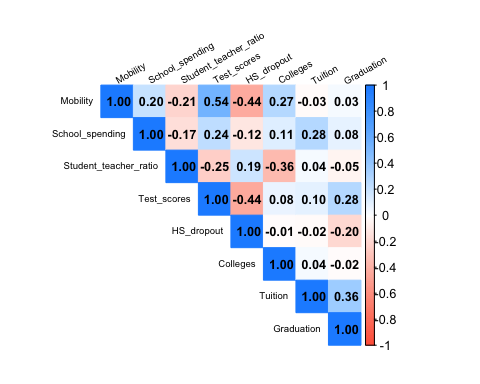 Mobility
School_spending
Student_teacher_ratio
Test_scores
HS_dropout
Colleges
Tuition
Graduation
Mobility 1.00 0.20 -0.21 0.54 -0.44 0.27 -0.03 0.03
School_spending 1.00 -0.17 0.24 -0.12 0.11 0.28 0.08
Student_teacher_ratio 1.00 -0.25 0.19 -0.36 0.04 -0.05
Test_scores 1.00 -0.44 0.08 0.10 0.28
HS_dropout 1.00 -0.01 -0.02 -0.20
Colleges 1.00 0.04 -0.02
Tuition 1.00 0.36
Graduation 1.00
1
0.8
0.6
0.4
0.2
0
-0.2
-0.4
-0.6
-0.8
-1